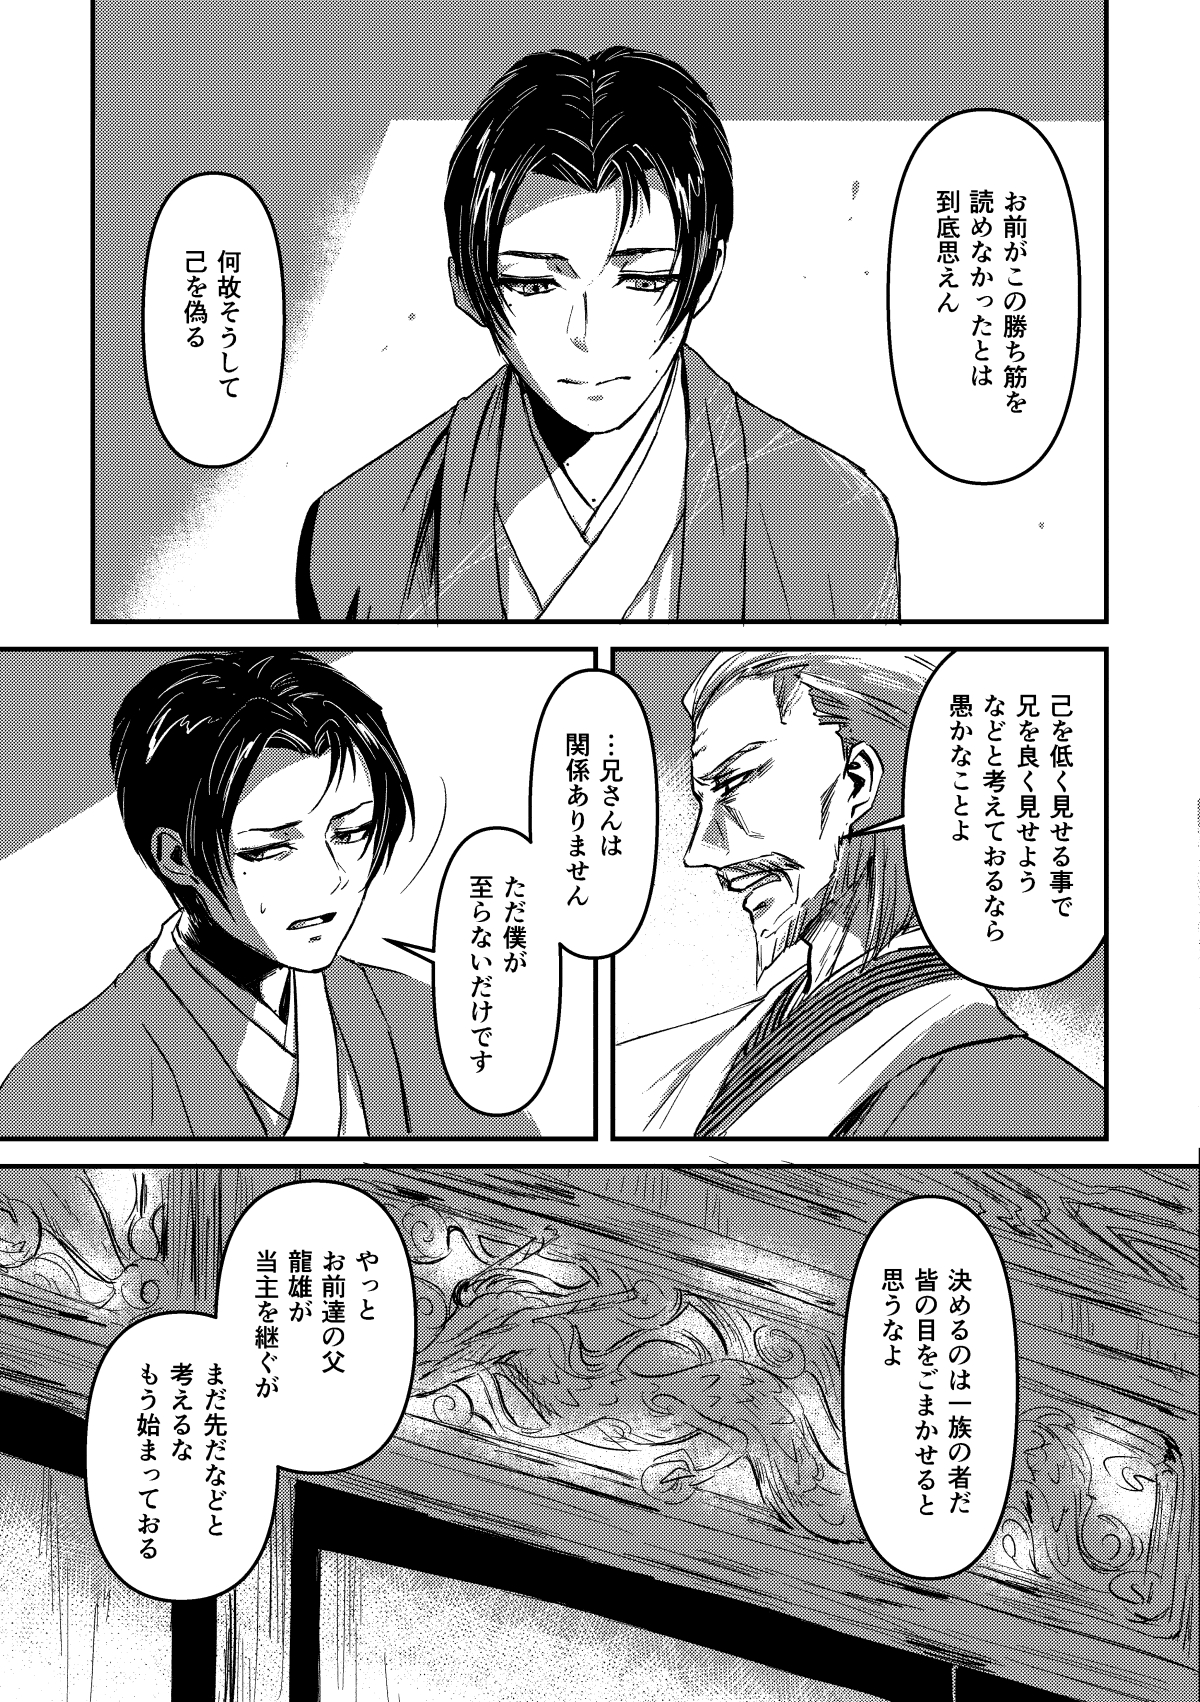 お前がこの勝ち筋を
読めなかったとは
到底思えん
何故そうして
己を偽る
己を低く見せる事で
兄を良く見せよう
などと考えておるなら
愚かなことよ
…兄さんは
関係ありません
ただ僕が
至らないだけです
決めるのは一族の者だ
皆の目をごまかせると
思うなよ
やっと
お前達の父
龍雄が
当主を継ぐが
まだ先だなどと
考えるな
もう始まっておる